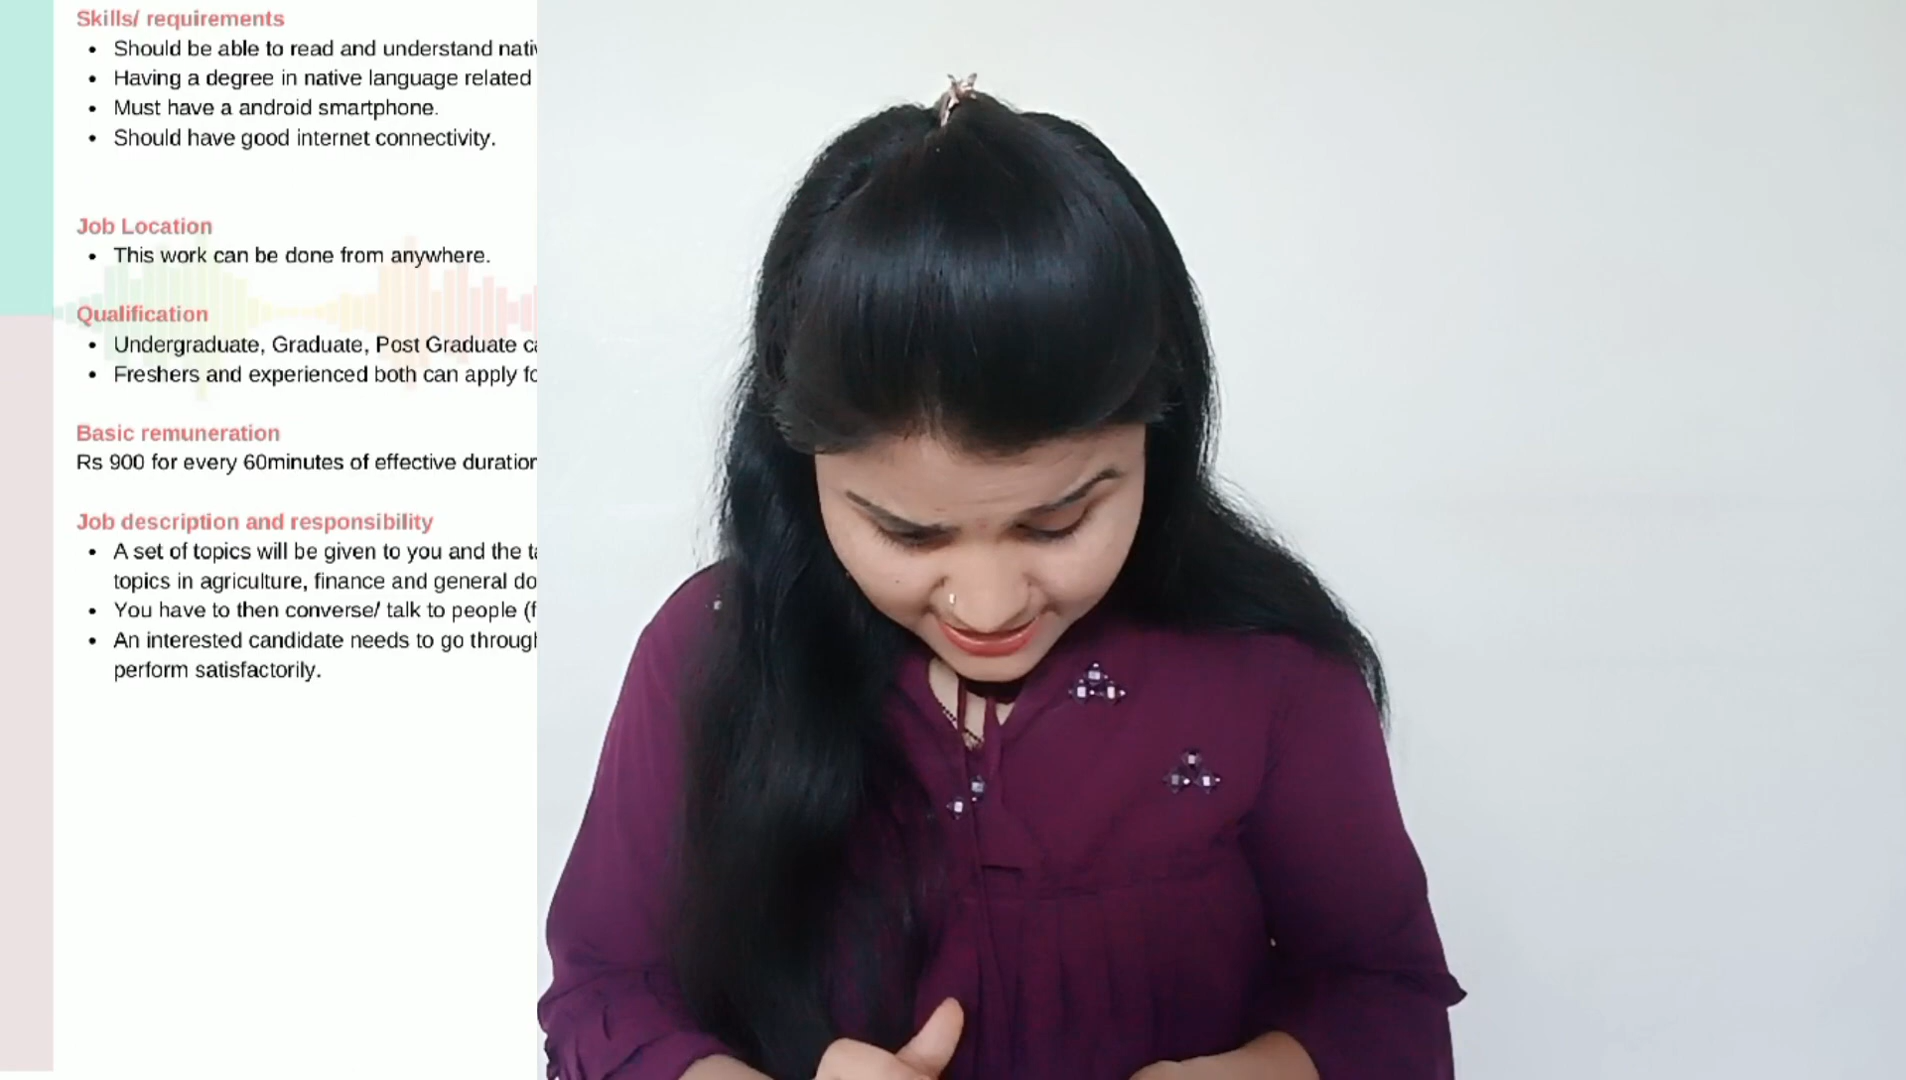 Skills/ requirements
• Should be able to read and understand
• Having a degree in native language related
• Must have a android smartphone.
• Should have good internet connectivity.
Job Location
• This work can be done from anywhere.
Qualification
• Undergraduate, Graduate, Post Graduate
• Freshers and experienced both can apply
Basic remuneration
Rs 900 for every 60minutes of effective duration
Job description and responsibility
• A set of topics will be given to you and the
topics in agriculture, finance and general
• You have to then converse/ talk to people
• An interested candidate needs to go through
perform satisfactorily.